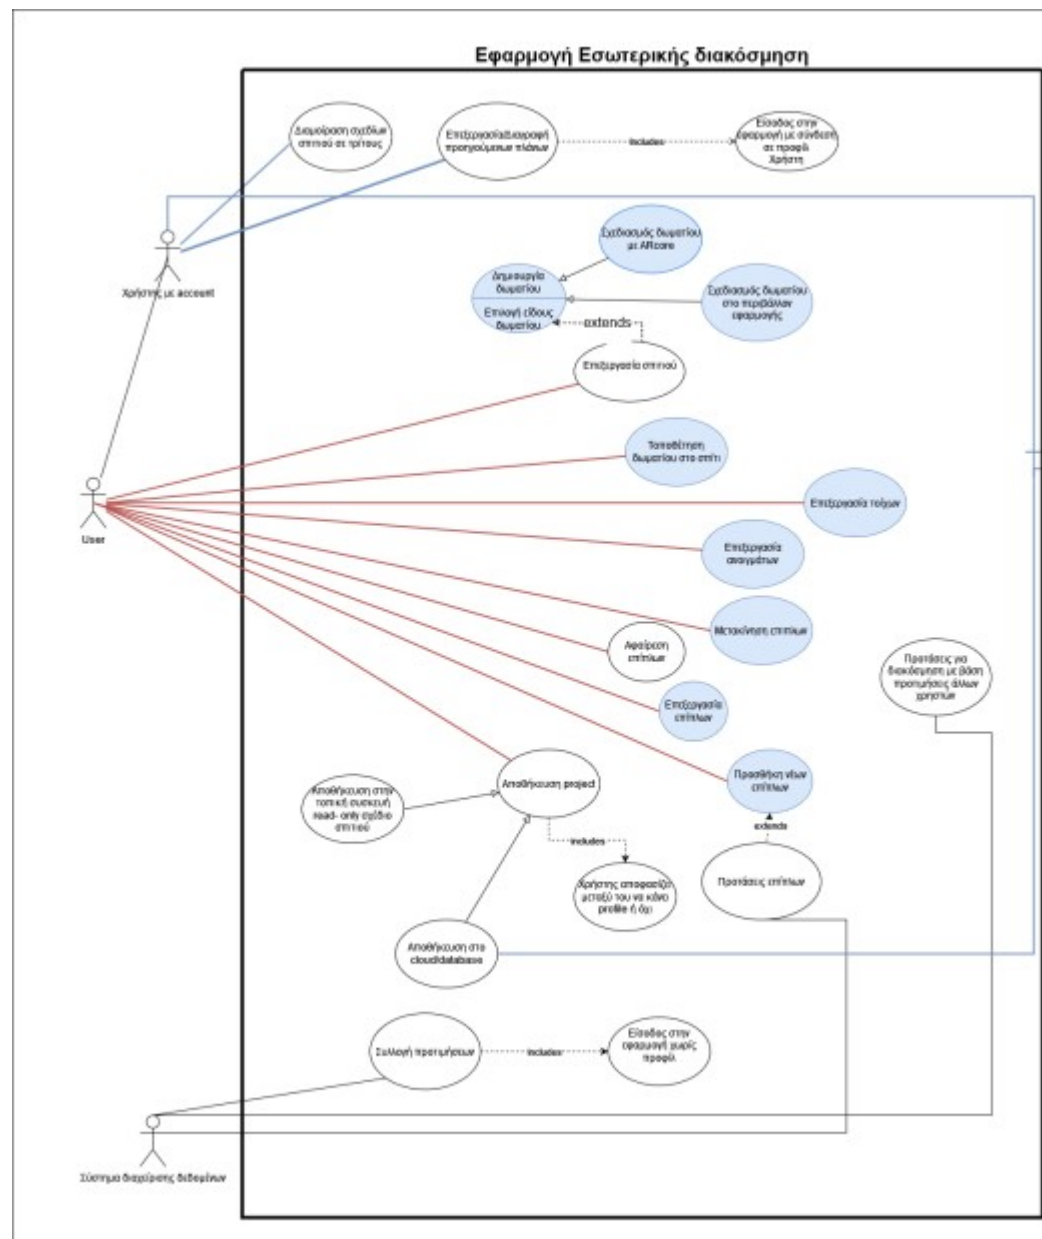 Εφαρμογή Εσωτερικής διακόσμηση
Διαμοίραση σχεδίων
σπιτιού σε τρίτους
Επεξεργασία/Διαγραφή
προηγούμενων πλάνων
includes
Είσοδος στην
εφαρμογή με σύνδεση
σε προφίλ
Χρήστη
Χρήστης με account
Σχεδιασμός δωματίου
με ARcore
Δημιουργία
δωματίου
Επιλογή είδους
δωματίου
Σχεδιασμός δωματίου
στο περιβάλλον
εφαρμογής
extends
Επεξεργασία σπιτιού
Τοποθέτηση
δωματίου στο σπίτι
User
Επεξεργασία τοίχων
Επεξεργασία
ανοιγμάτων
Μετακίνηση επίπλων
Αφαίρεση
επίπλων
Προτάσεις για
διακόσμηση με βάση
προτιμήσεις άλλων
χρηστών
Επεξεργασία
επίπλων
Αποθήκευση project
Προσθήκη νέων
επίπλων
Αποθήκευση στην
τοπική συσκευή
read- only σχέδιο
σπιτιού
extends
includes
Προτάσεις επίπλων
Χρήστης αποφασίζει
μεταξύ του να κάνει
profile ή όχι
Αποθήκευση στο
cloud/database
Συλλογή προτιμήσεων
includes
Είσοδος στην
εφαρμογή χωρίς
προφίλ
Σύστημα διαχείρισης δεδομένων